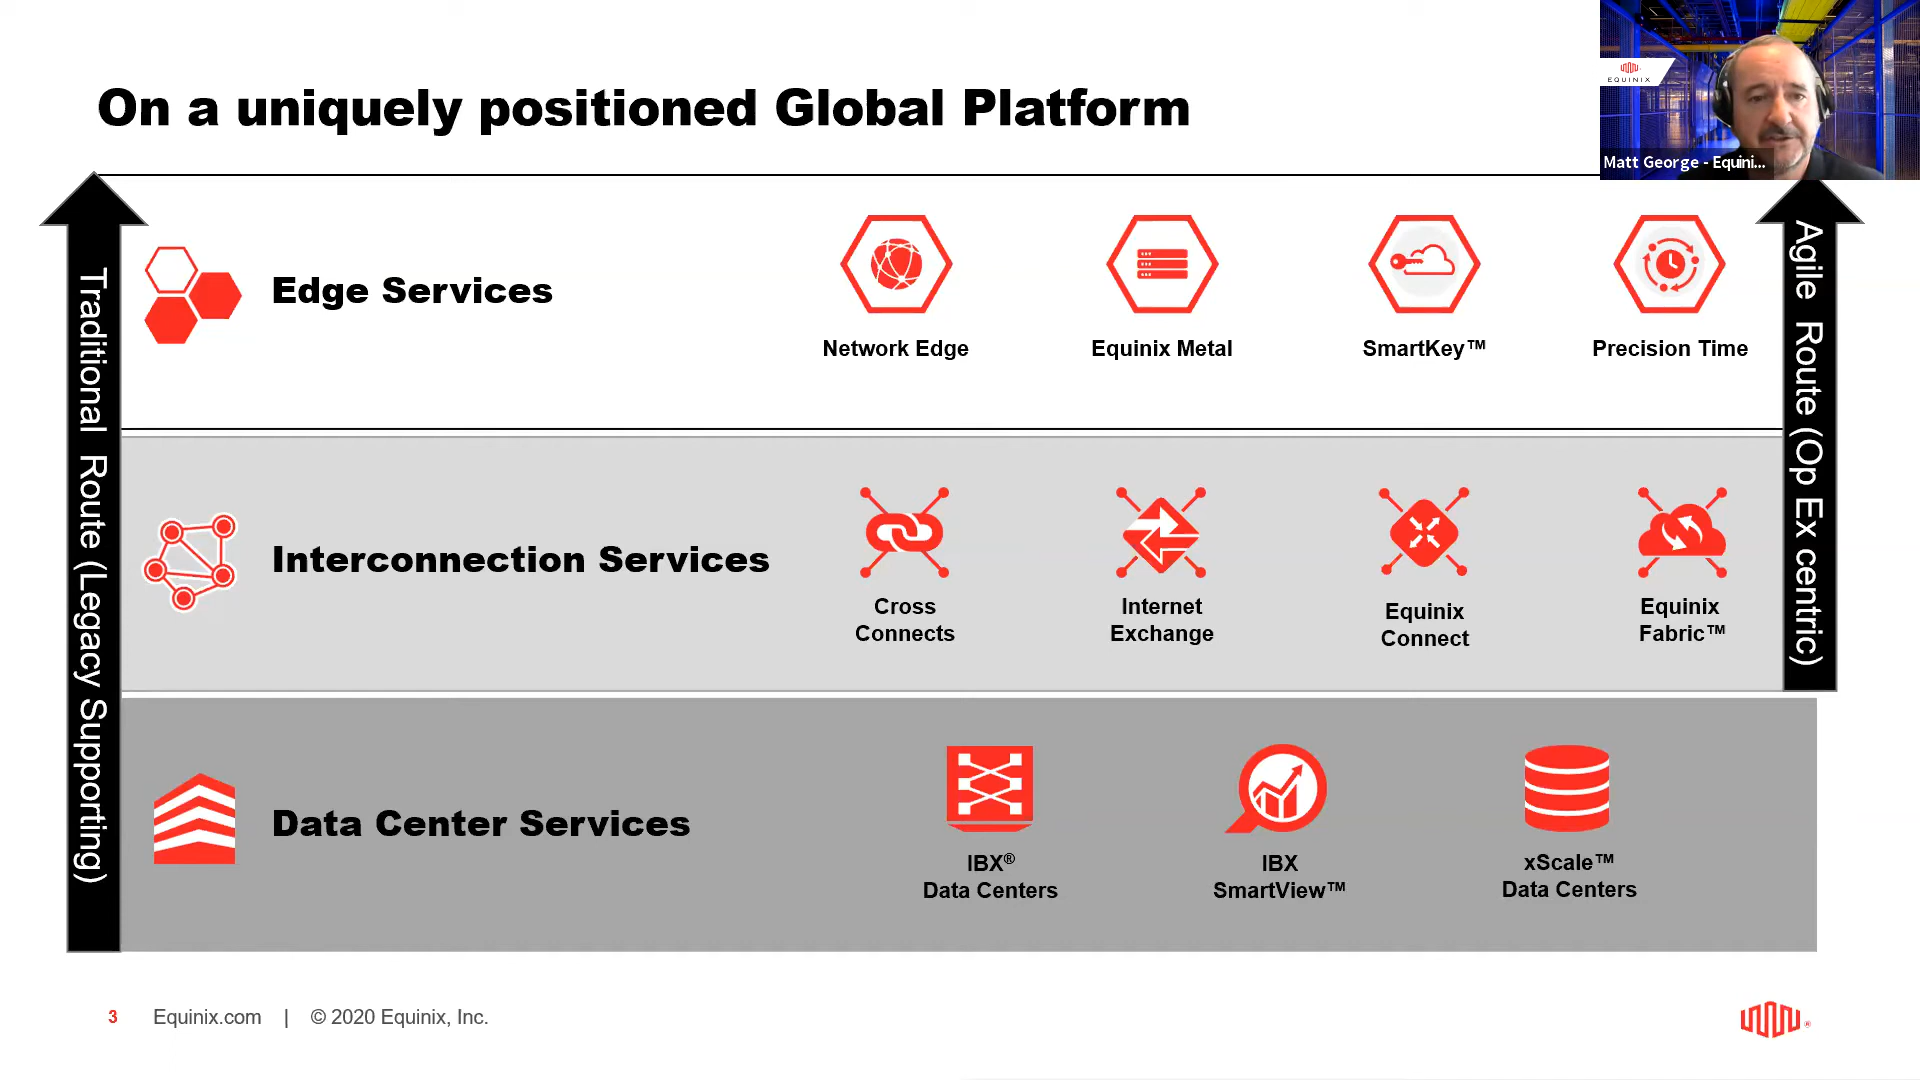 On a uniquely positioned Global Platform
EQUINIX
Matt George - Equini...
Traditional Route (Legacy Supporting)
Agile Route (Op Ex centric)
Edge Services
Network Edge
Equinix Metal
SmartKey™
Precision Time
Interconnection Services
Cross
Connects
Internet
Exchange
Equinix
Connect
Equinix
Fabric™
Data Center Services
IBX®
Data Centers
IBX
SmartView™
xScale™
Data Centers
3 Equinix.com | © 2020 Equinix, Inc.